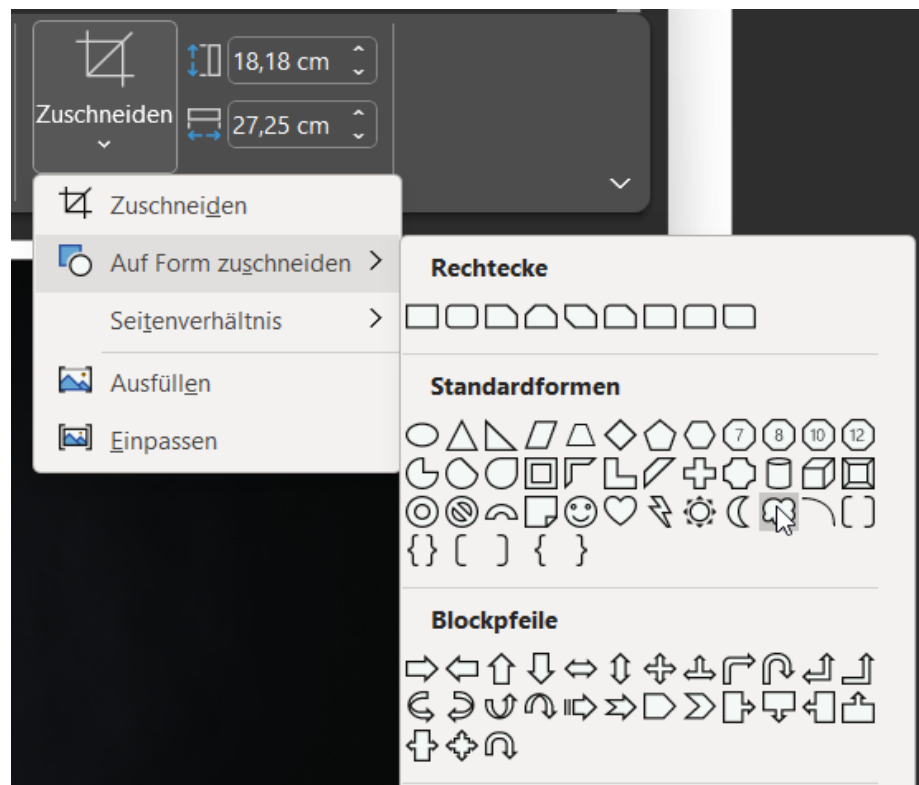 18,18 cm
Zuschneiden
27,25 cm
Zuschneiden
Auf Form zuschneiden
Seitenverhältnis
Ausfüllen
Einpassen
Rechtecke
Standardformen
7 8 10 12
Blockpfeile